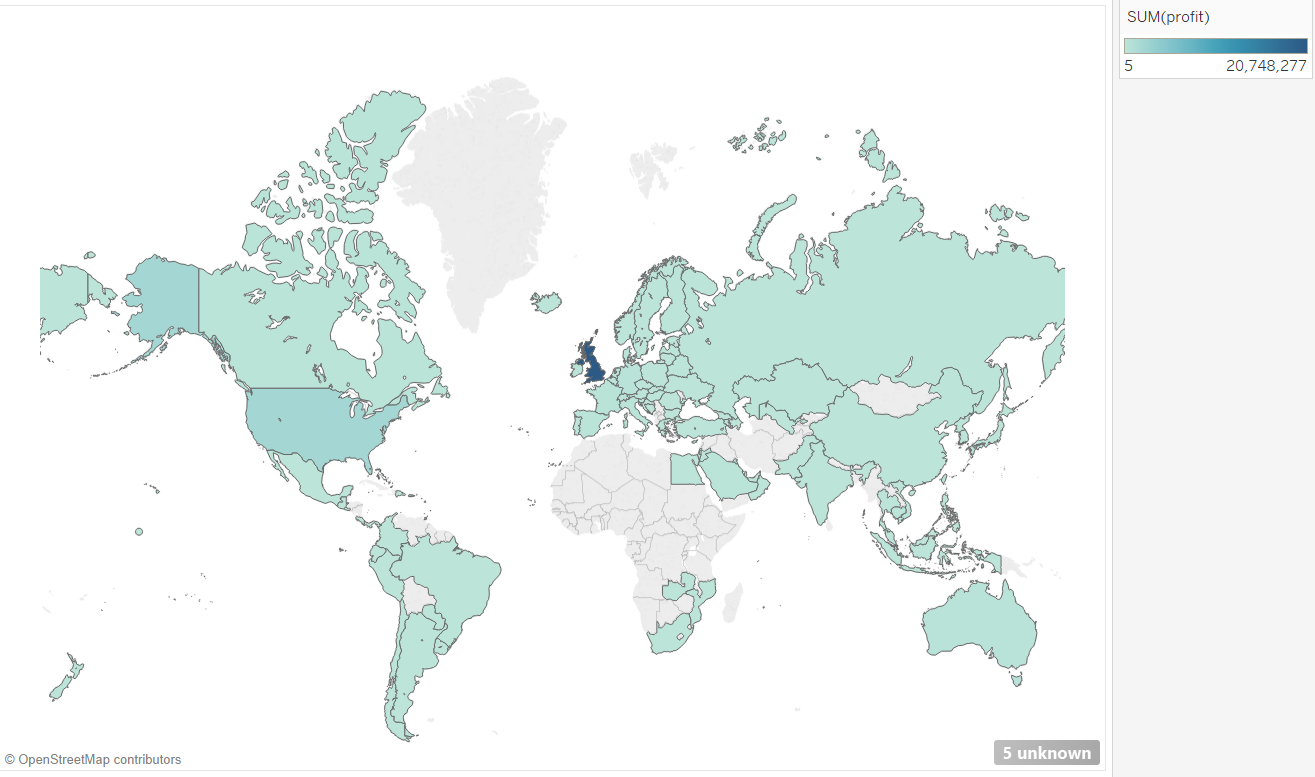 SUM(profit)
5 20,748,277
© OpenStreetMap contributors
5 unknown